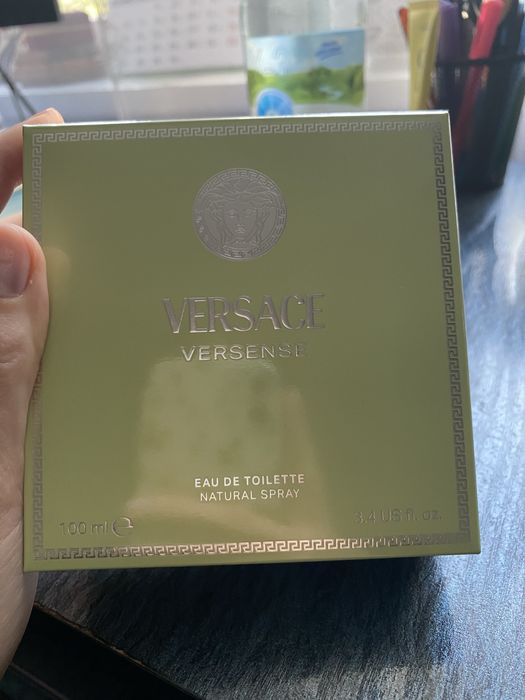 VERSACE
VERSENSE
EAU DE TOILETTE
NATURAL SPRAY
100 ml ℮
3.4 US fl. oz.